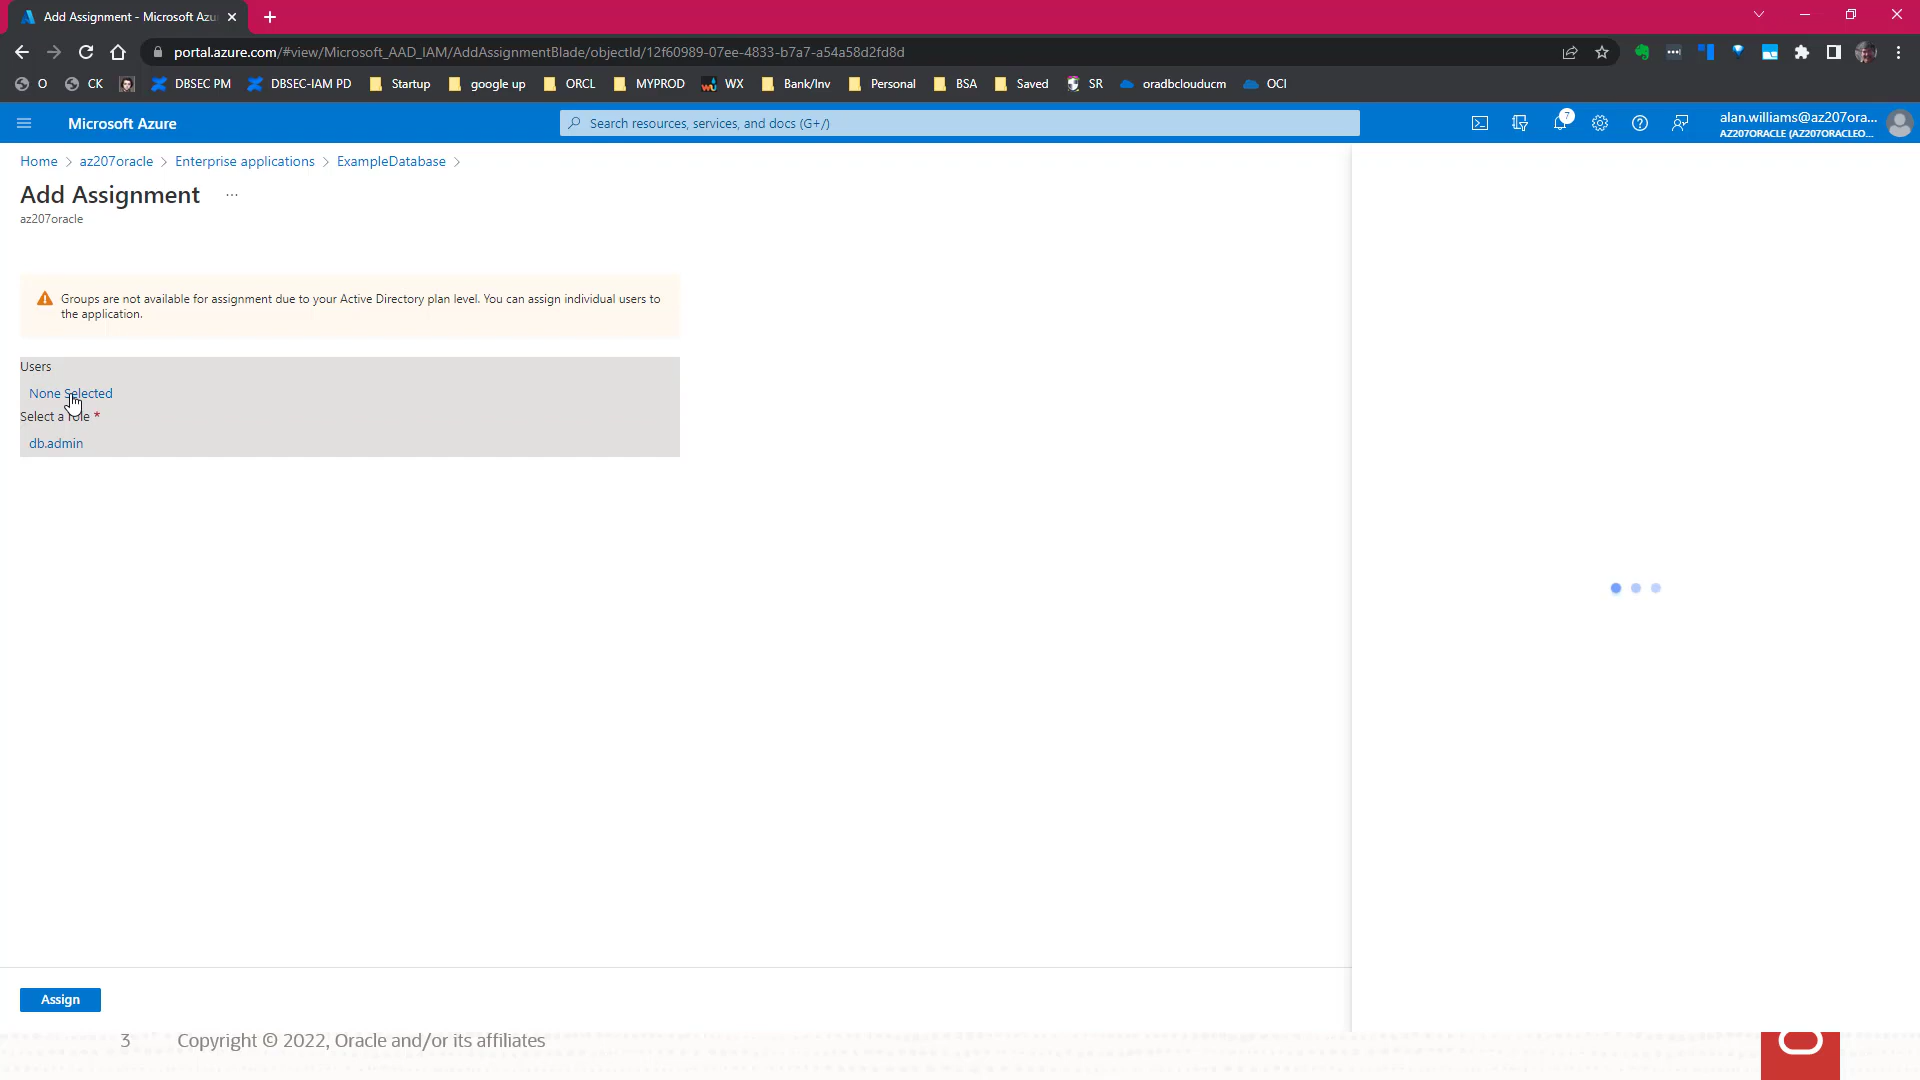 Add Assignment - Microsoft Azu
portal.azure.com/#view/Microsoft_AAD_IAM/AddAssignmentBlade/objectId/12f60989-07ee-4833-b7a7-a54a58d2fd8d
O CK DBSEC PM DBSEC-IAM PD Startup google up ORCL MYPROD WX Bank/Inv Personal BSA Saved SR oradbclouducm OCI
Microsoft Azure
Search resources, services, and docs (G+/)
7
alan.williams@az207ora...
AZ207ORACLE (AZ207ORACLEO...
Home > az207oracle > Enterprise applications > ExampleDatabase >
Add Assignment ...
az207oracle
Groups are not available for assignment due to your Active Directory plan level. You can assign individual users to
the application.
Users
None Selected
Select a role *
db.admin
Assign
3 Copyright © 2022, Oracle and/or its affiliates